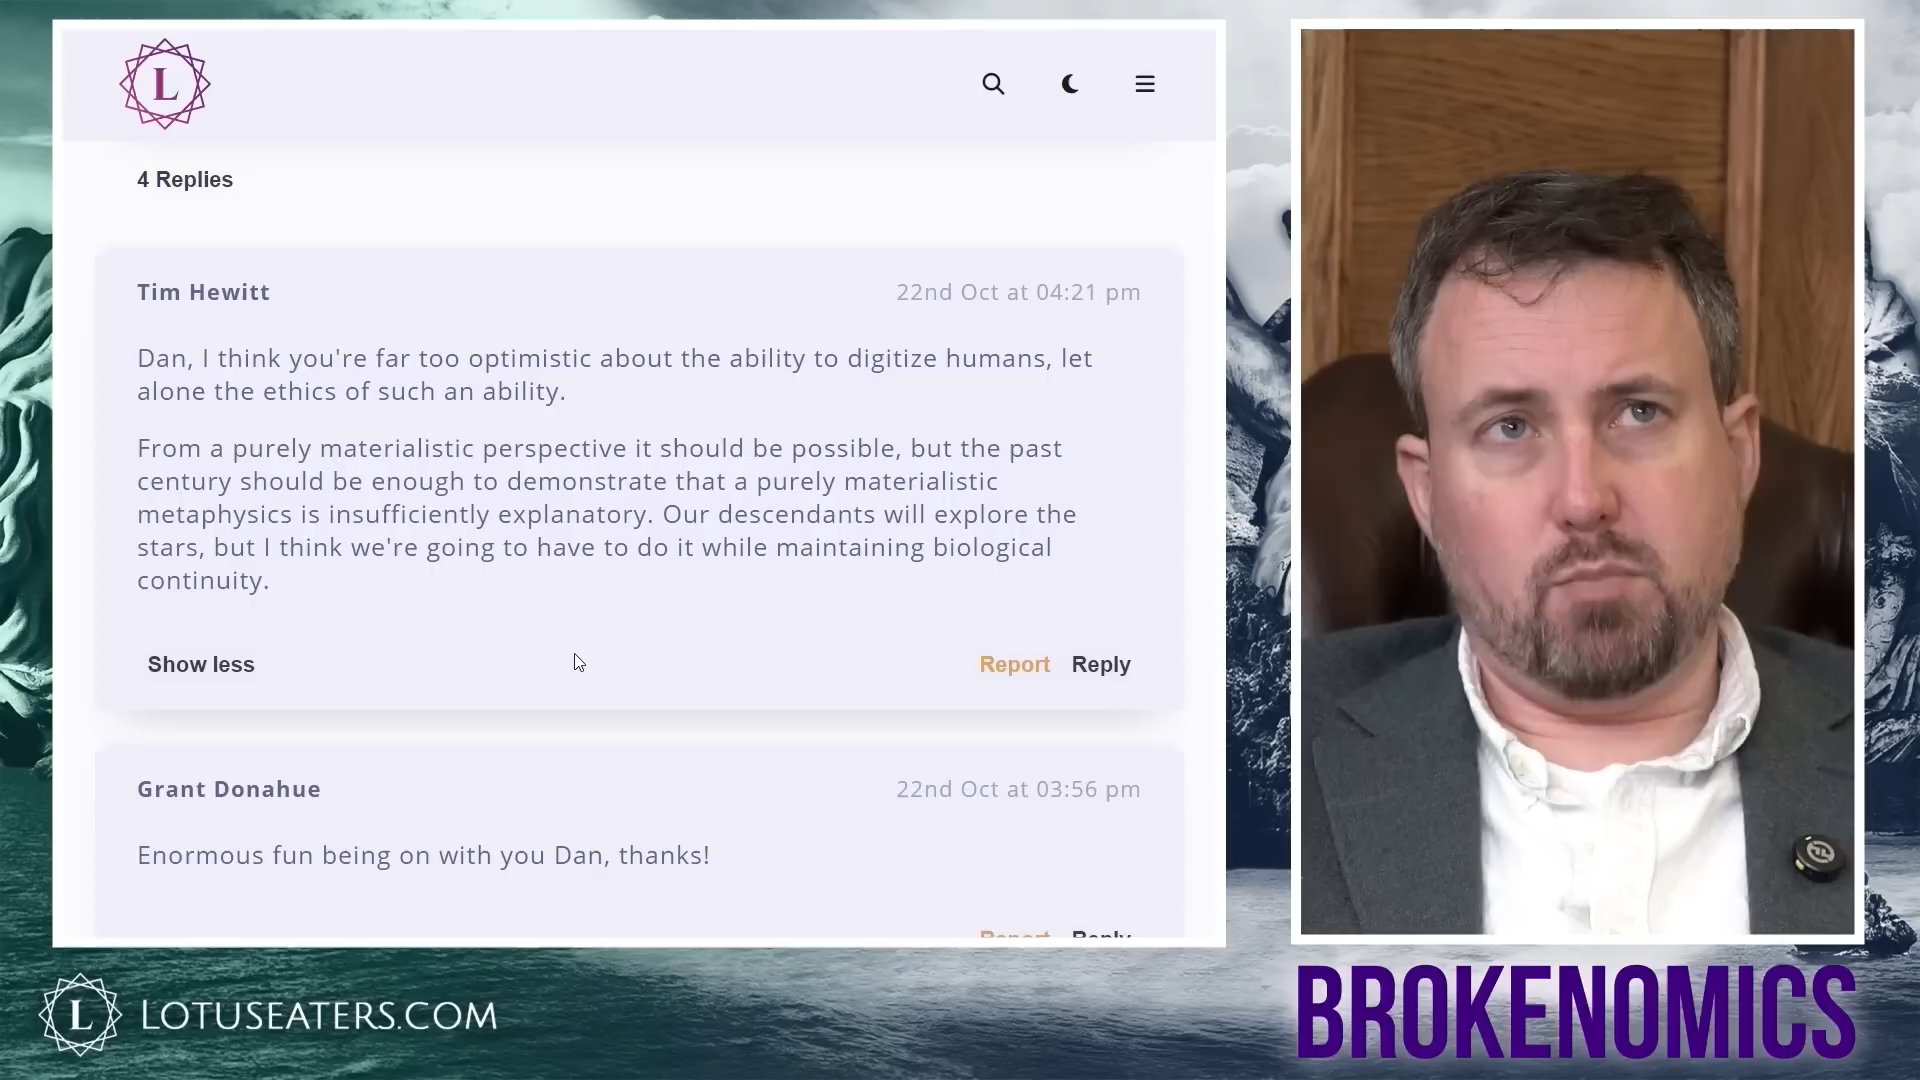 L
4 Replies
Tim Hewitt
22nd Oct at 04:21 pm
Dan, I think you're far too optimistic about the ability to digitize humans, let
alone the ethics of such an ability.
From a purely materialistic perspective it should be possible, but the past
century should be enough to demonstrate that a purely materialistic
metaphysics is insufficiently explanatory. Our descendants will explore the
stars, but I think we're going to have to do it while maintaining biological
continuity.
Show less
Report Reply
Grant Donahue
22nd Oct at 03:56 pm
Enormous fun being on with you Dan, thanks!
Report Reply
L LOTUSEATERS.COM
BROKENOMICS